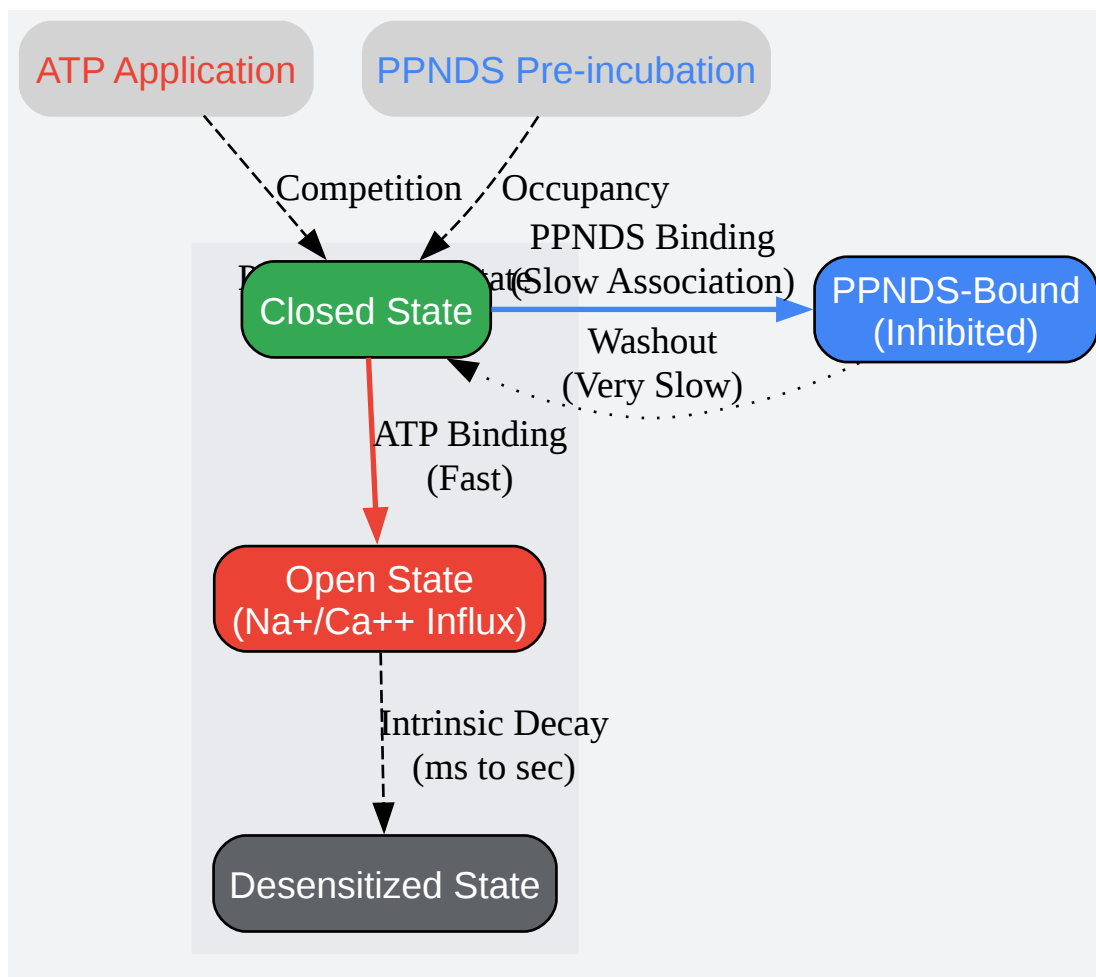 ATP Application
PPNDS Pre-incubation
Competition
Occupancy
PPNDS Binding
(Slow Association)
Closed State
PPNDS-Bound
(Inhibited)
Washout
(Very Slow)
ATP Binding
(Fast)
Open State
(Na+/Ca++ Influx)
Intrinsic Decay
(ms to sec)
Desensitized State